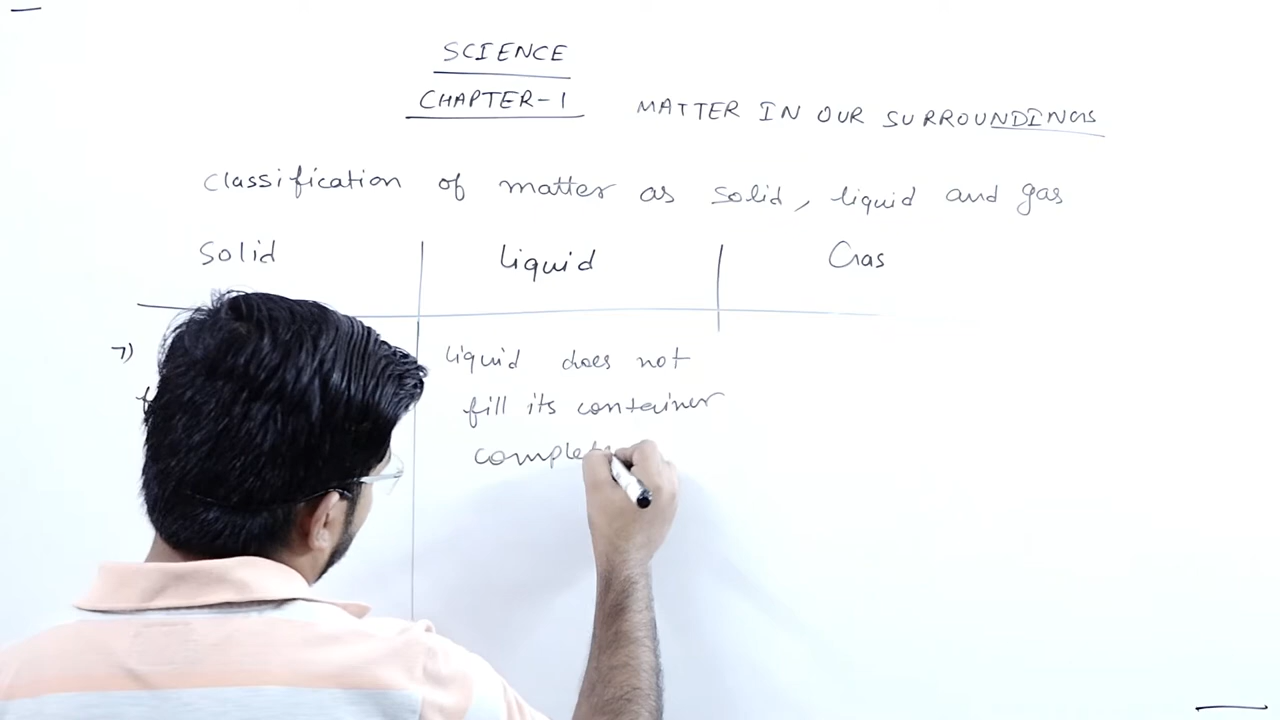 SCIENCE
CHAPTER-1 MATTER IN OUR SURROUNDINGS
Classification of matter as solid, liquid and gas
Solid Liquid Gas
7) Liquid does not
fill its container